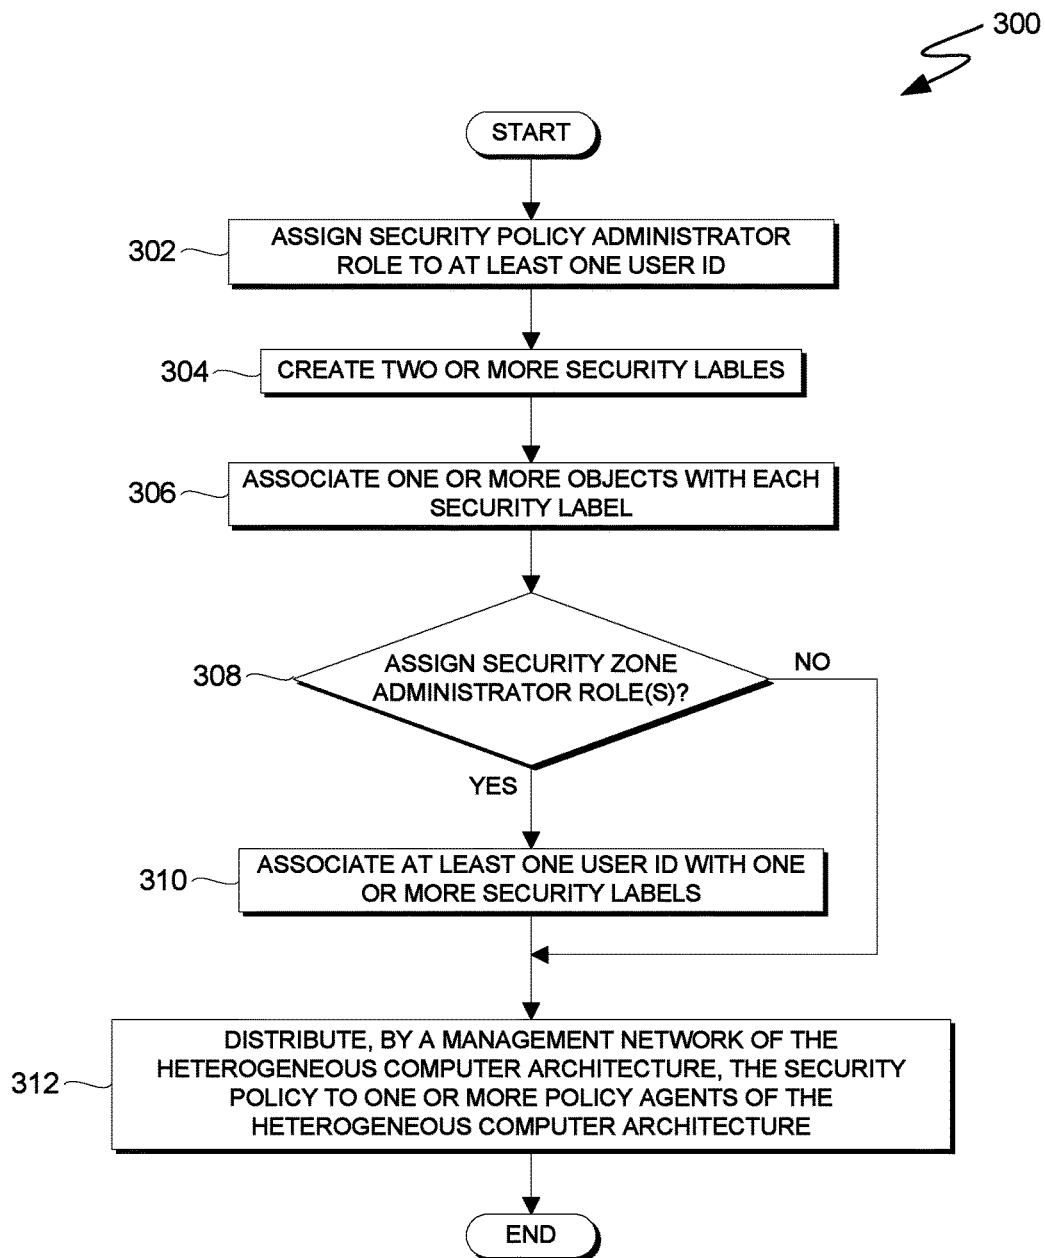 300
START
302
ASSIGN SECURITY POLICY ADMINISTRATOR
ROLE TO AT LEAST ONE USER ID
304
CREATE TWO OR MORE SECURITY LABLES
306
ASSOCIATE ONE OR MORE OBJECTS WITH EACH
SECURITY LABEL
308
ASSIGN SECURITY ZONE
ADMINISTRATOR ROLE(S)?
NO
YES
310
ASSOCIATE AT LEAST ONE USER ID WITH ONE
OR MORE SECURITY LABELS
312
DISTRIBUTE, BY A MANAGEMENT NETWORK OF THE
HETEROGENEOUS COMPUTER ARCHITECTURE, THE SECURITY
POLICY TO ONE OR MORE POLICY AGENTS OF THE
HETEROGENEOUS COMPUTER ARCHITECTURE
END